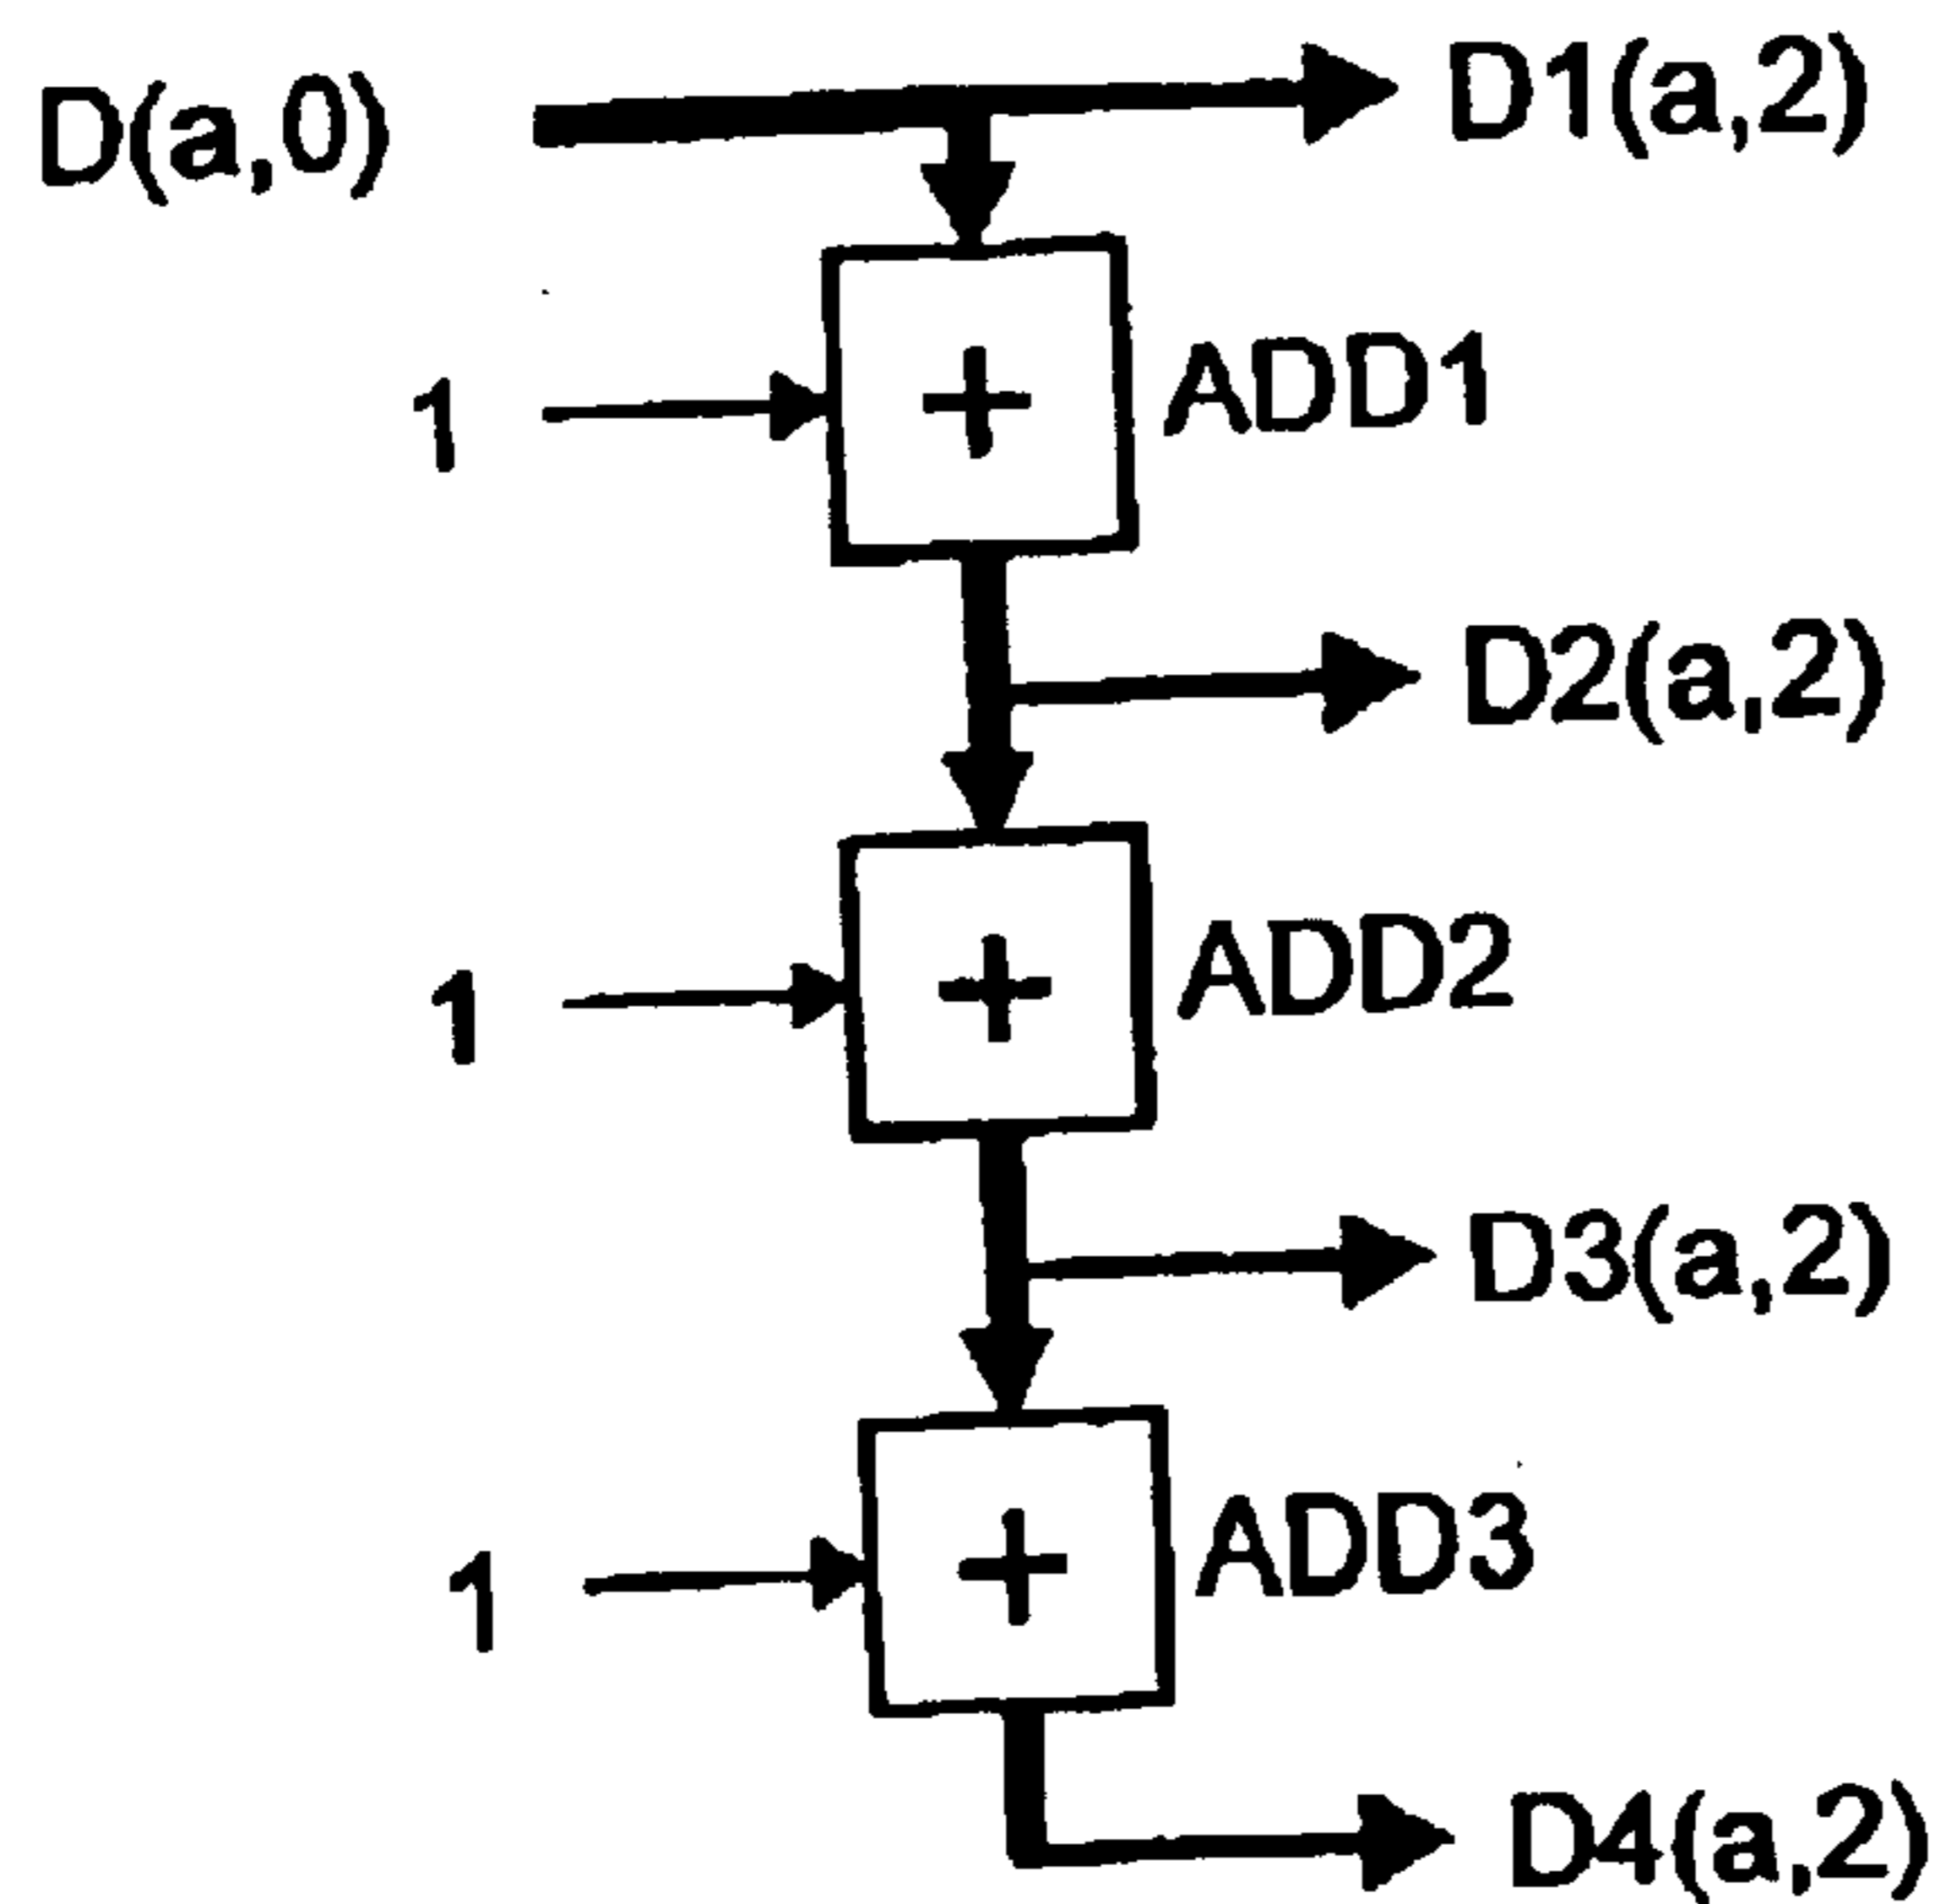 D(a,0)
D1(a,2)
+
1
ADD1
D2(a,2)
+
1
ADD2
D3(a,2)
+
1
ADD3
D4(a,2)